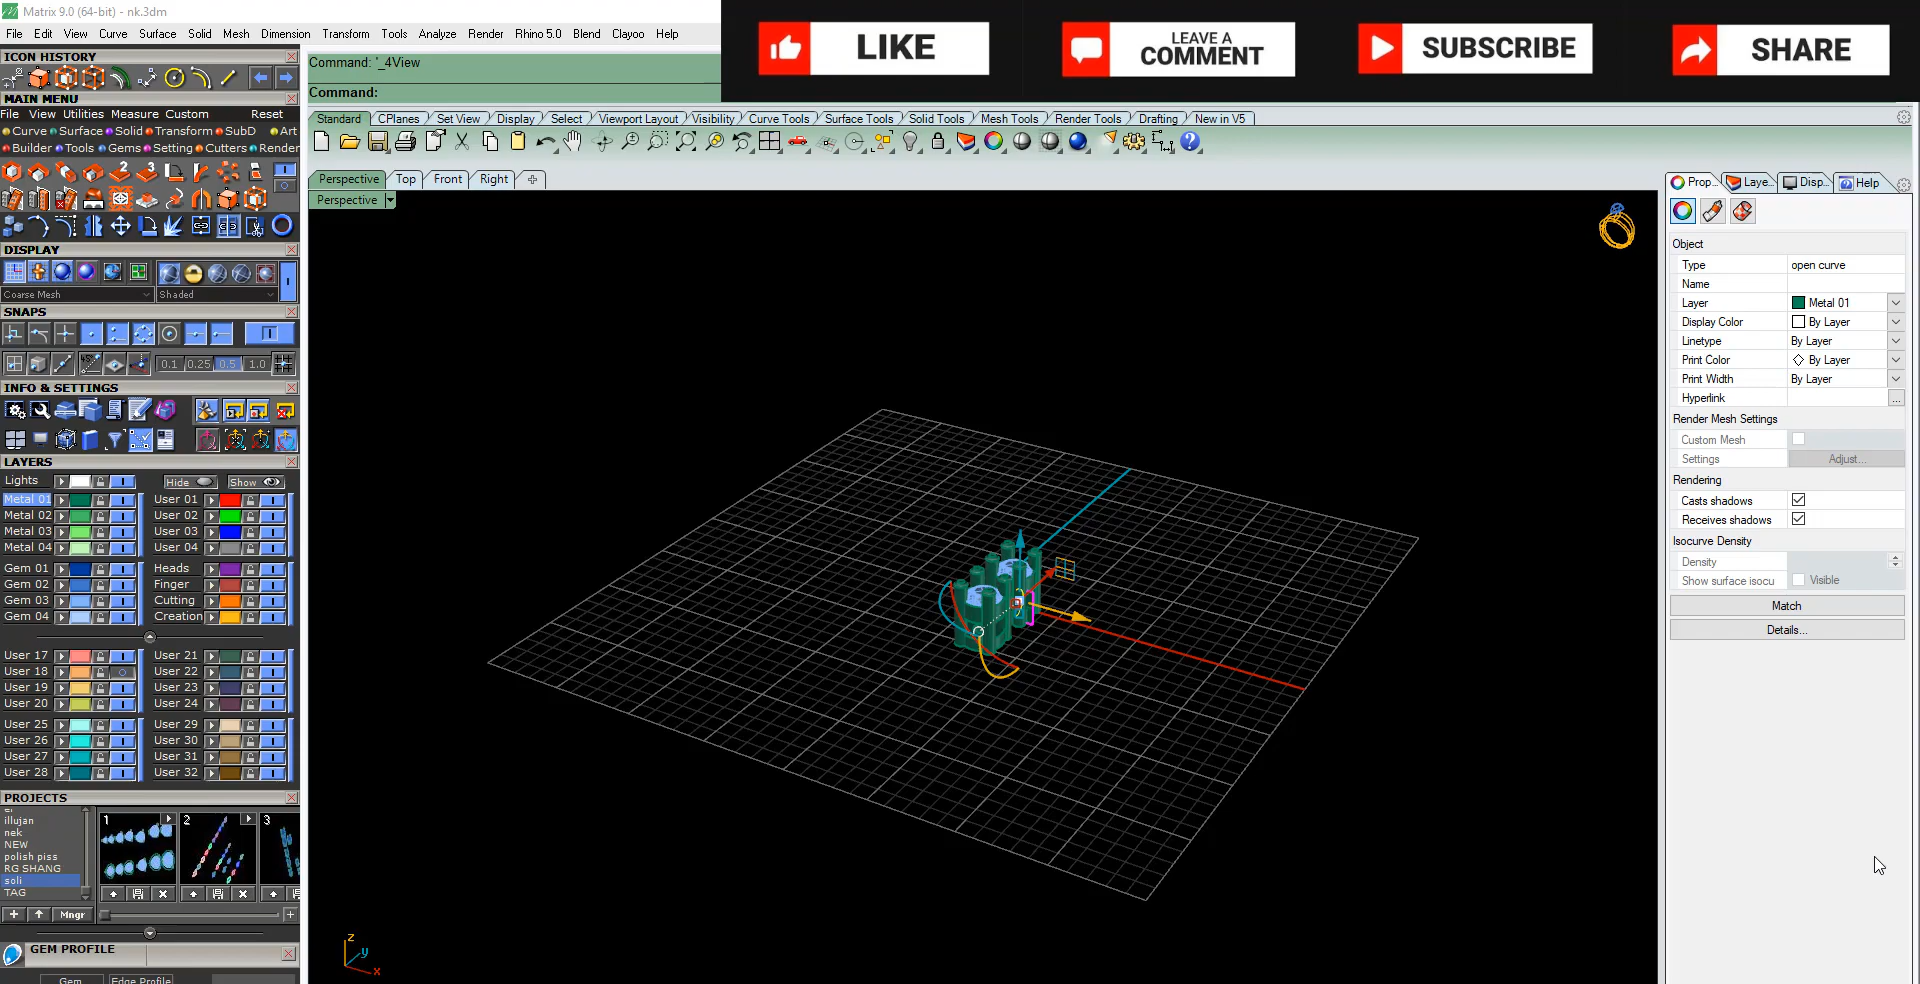 Matrix 9.0 (64-bit) - nk.3dm
File Edit View Curve Surface Solid Mesh Dimension Transform Tools Analyze Render Rhino 5.0 Blend Clayoo Help
LIKE
LEAVE A
COMMENT
SUBSCRIBE
SHARE
ICON HISTORY
MAIN MENU
File View Utilities Measure Custom Reset
Curve Surface Solid Transform SubD Art
Builder Tools Gems Setting Cutters Render
DISPLAY
Coarse Mesh Shaded
SNAPS
0.1 0.25 0.5 1.0
INFO & SETTINGS
LAYERS
Lights Hide Show
Metal 01 User 01
Metal 02 User 02
Metal 03 User 03
Metal 04 User 04
Gem 01 Heads
Gem 02 Finger
Gem 03 Cutting
Gem 04 Creation
User 17 User 21
User 18 User 22
User 19 User 23
User 20 User 24
User 25 User 29
User 26 User 30
User 27 User 31
User 28 User 32
PROJECTS
illujan
nek
NEW
polish piss
RG SHANG
soli
TAG
1 2 3
Mngr
GEM PROFILE
Gem Edge Profile
Command: '_4View
Command:
Standard CPlanes Set View Display Select Viewport Layout Visibility Curve Tools Surface Tools Solid Tools Mesh Tools Render Tools Drafting New in V5
Perspective Top Front Right
Perspective
z
y
x
Prop... Laye... Disp... Help
Object
Type open curve
Name
Layer Metal 01
Display Color By Layer
Linetype By Layer
Print Color By Layer
Print Width By Layer
Hyperlink ...
Render Mesh Settings
Custom Mesh
Settings Adjust...
Rendering
Casts shadows
Receives shadows
Isocurve Density
Density
Show surface isocu Visible
Match
Details...